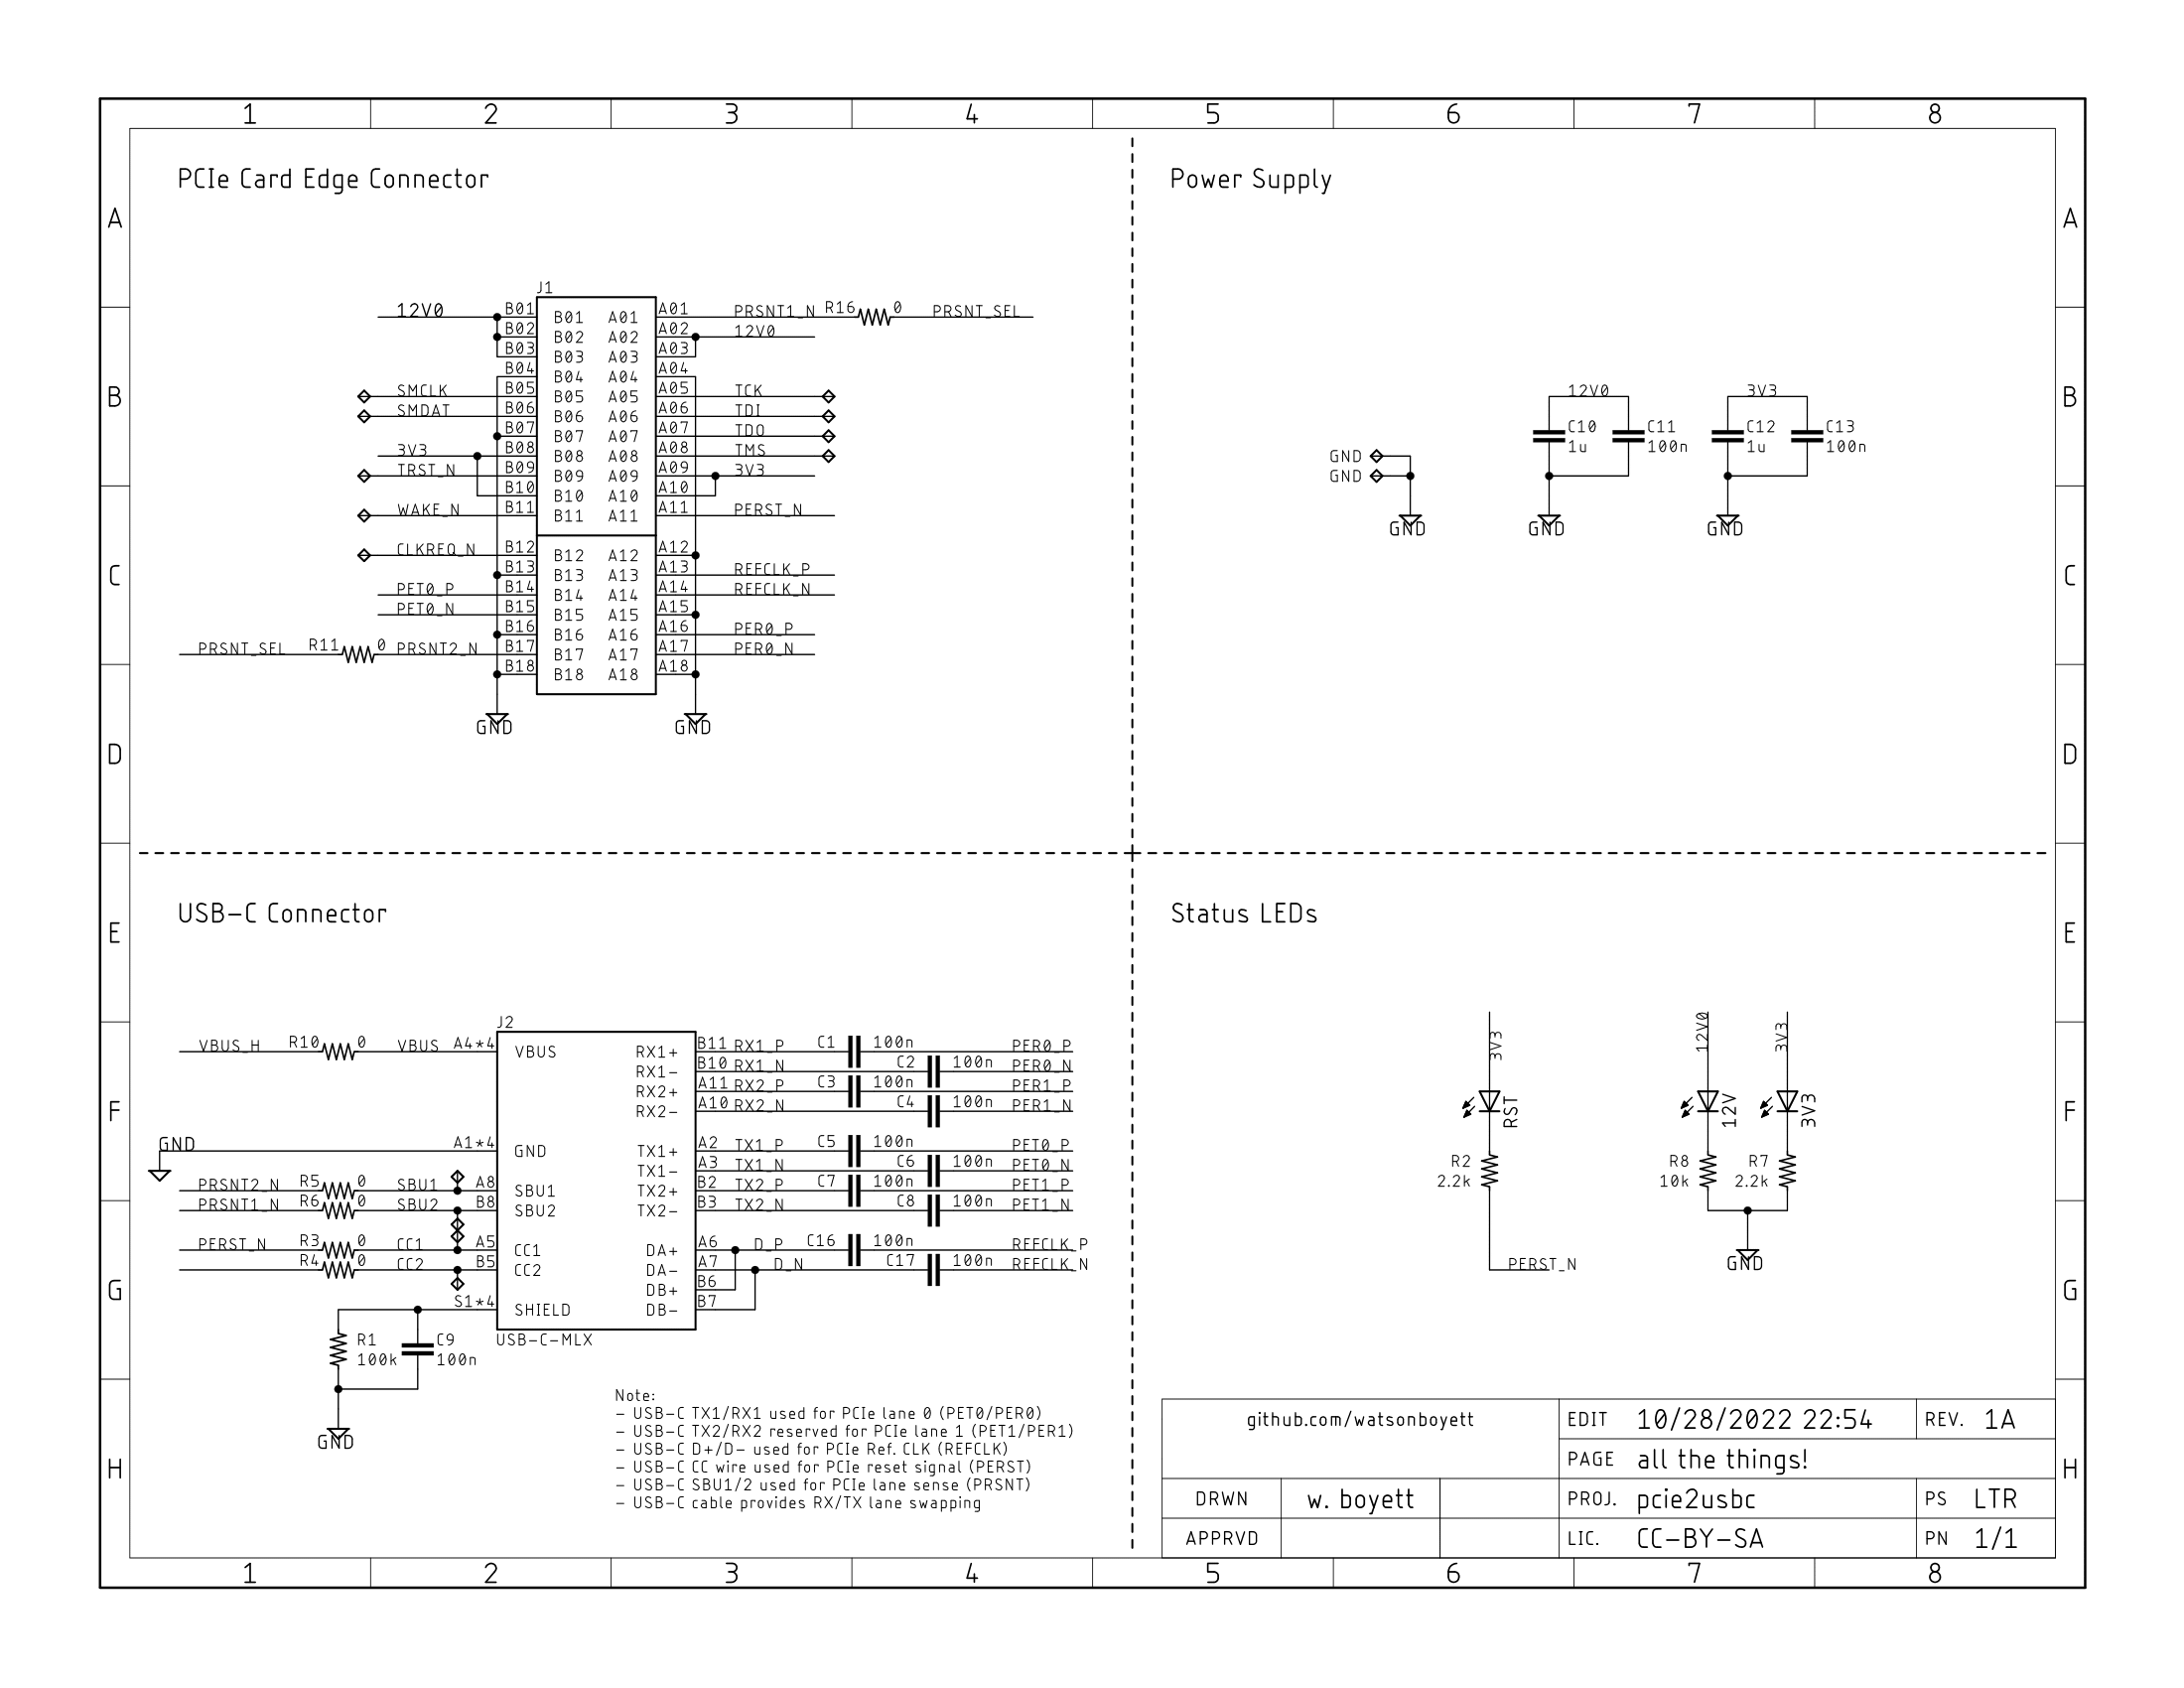 1 2 3 4 5 6 7 8
A A
B B
C C
D D
E E
F F
G G
H H
PCIe Card Edge Connector
J1
12V0 B01 B01 A01 A01 PRSNT1_N R16 0 PRSNT_SEL
B02 B02 A02 A02 12V0
B03 B03 A03 A03
B04 B04 A04 A04
SMCLK B05 B05 A05 A05 TCK
SMDAT B06 B06 A06 A06 TDI
B07 B07 A07 A07 TDO
3V3 B08 B08 A08 A08 TMS
TRST_N B09 B09 A09 A09 3V3
B10 B10 A10 A10
WAKE_N B11 B11 A11 A11 PERST_N
CLKREQ_N B12 B12 A12 A12
B13 B13 A13 A13 REFCLK_P
PET0_P B14 B14 A14 A14 REFCLK_N
PET0_N B15 B15 A15 A15
B16 B16 A16 A16 PER0_P
PRSNT_SEL R11 0 PRSNT2_N B17 B17 A17 A17 PER0_N
B18 B18 A18 A18
GND GND
Power Supply
12V0 3V3
C10 C11 C12 C13
1u 100n 1u 100n
GND
GND
GND GND GND
USB-C Connector
J2
VBUS_H R10 0 VBUS A4*4 VBUS RX1+ B11 RX1_P C1 100n PER0_P
RX1- B10 RX1_N C2 100n PER0_N
RX2+ A11 RX2_P C3 100n PER1_P
RX2- A10 RX2_N C4 100n PER1_N
GND A1*4 GND TX1+ A2 TX1_P C5 100n PET0_P
TX1- A3 TX1_N C6 100n PET0_N
PRSNT2_N R5 0 SBU1 A8 SBU1 TX2+ B2 TX2_P C7 100n PET1_P
PRSNT1_N R6 0 SBU2 B8 SBU2 TX2- B3 TX2_N C8 100n PET1_N
PERST_N R3 0 CC1 A5 CC1 DA+ A6 D_P C16 100n REFCLK_P
R4 0 CC2 B5 CC2 DA- A7 D_N C17 100n REFCLK_N
DB+ B6
S1*4 SHIELD DB- B7
USB-C-MLX
R1 C9
100k 100n
GND
Note:
- USB-C TX1/RX1 used for PCIe lane 0 (PET0/PER0)
- USB-C TX2/RX2 reserved for PCIe lane 1 (PET1/PER1)
- USB-C D+/D- used for PCIe Ref. CLK (REFCLK)
- USB-C CC wire used for PCIe reset signal (PERST)
- USB-C SBU1/2 used for PCIe lane sense (PRSNT)
- USB-C cable provides RX/TX lane swapping
Status LEDs
3V3 12V0 3V3
RST 12V 3V3
R2 R8 R7
2.2k 10k 2.2k
PERST_N GND
github.com/watsonboyett
EDIT 10/28/2022 22:54 REV. 1A
PAGE all the things!
DRWN w. boyett PROJ. pcie2usbc PS LTR
APPRVD LIC. CC-BY-SA PN 1/1
1 2 3 4 5 6 7 8